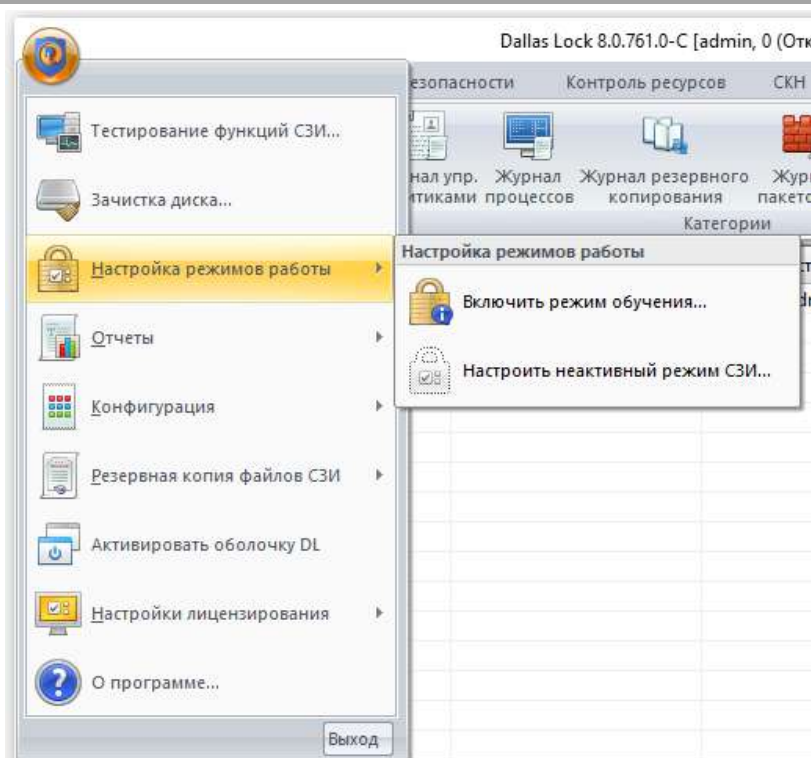 Dallas Lock 8.0.761.0-C [admin, 0 (Отк
езопасности Контроль ресурсов СКН
нал упр. Журнал Журнал резервного Жур
тиками процессов копирования пакето
Категории
Тестирование функций СЗИ...
Зачистка диска...
Настройка режимов работы
Настройка режимов работы
Включить режим обучения...
Настроить неактивный режим СЗИ...
Отчеты
Конфигурация
Резервная копия файлов СЗИ
Активировать оболочку DL
Настройки лицензирования
О программе...
Выход